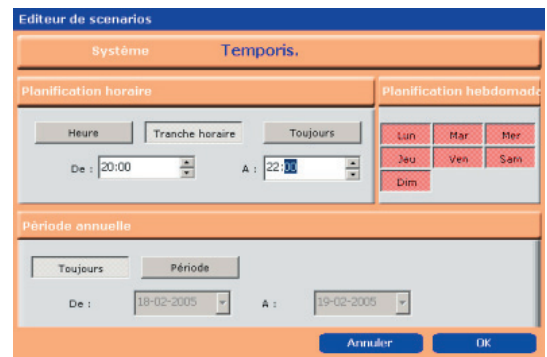 Editeur de scenarios
Système Temporis.
Planification horaire Planification hebdomada
Heure Tranche horaire Toujours Lun Mar Mer
De : 20:00 A : 22:00 Jeu Ven Sam
Dim
Période annuelle
Toujours Période
De : 18-02-2005 A : 19-02-2005
Annuler OK